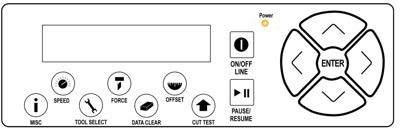 Power
ON/OFF
LINE
ENTER
SPEED
FORCE
OFFSET
MISC
TOOL SELECT
DATA CLEAR
CUT TEST
PAUSE/
RESUME